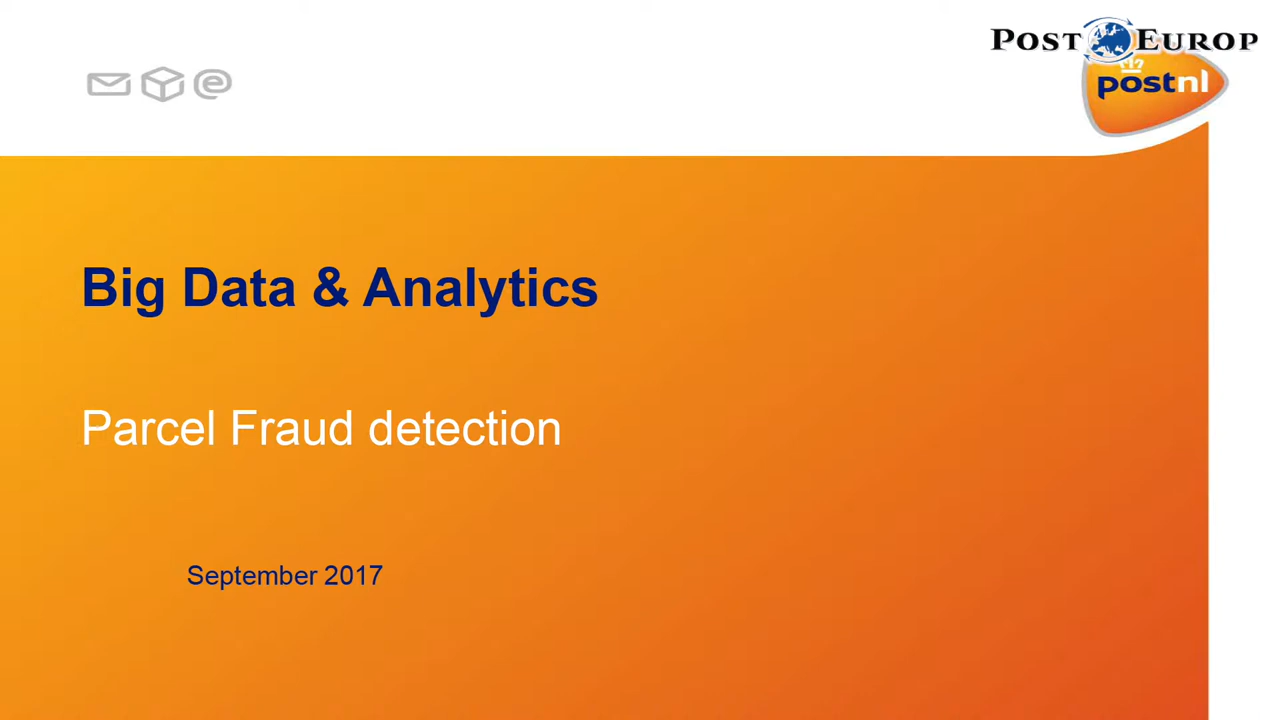 POST EUROP
postnl
Big Data & Analytics
Parcel Fraud detection
September 2017